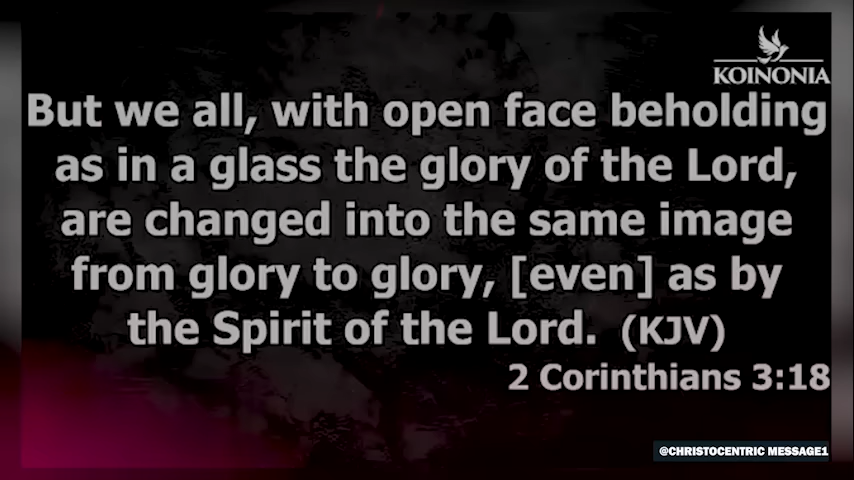 KOINONIA
But we all, with open face beholding
as in a glass the glory of the Lord,
are changed into the same image
from glory to glory, [even] as by
the Spirit of the Lord. (KJV)
2 Corinthians 3:18
@CHRISTOCENTRIC MESSAGE1